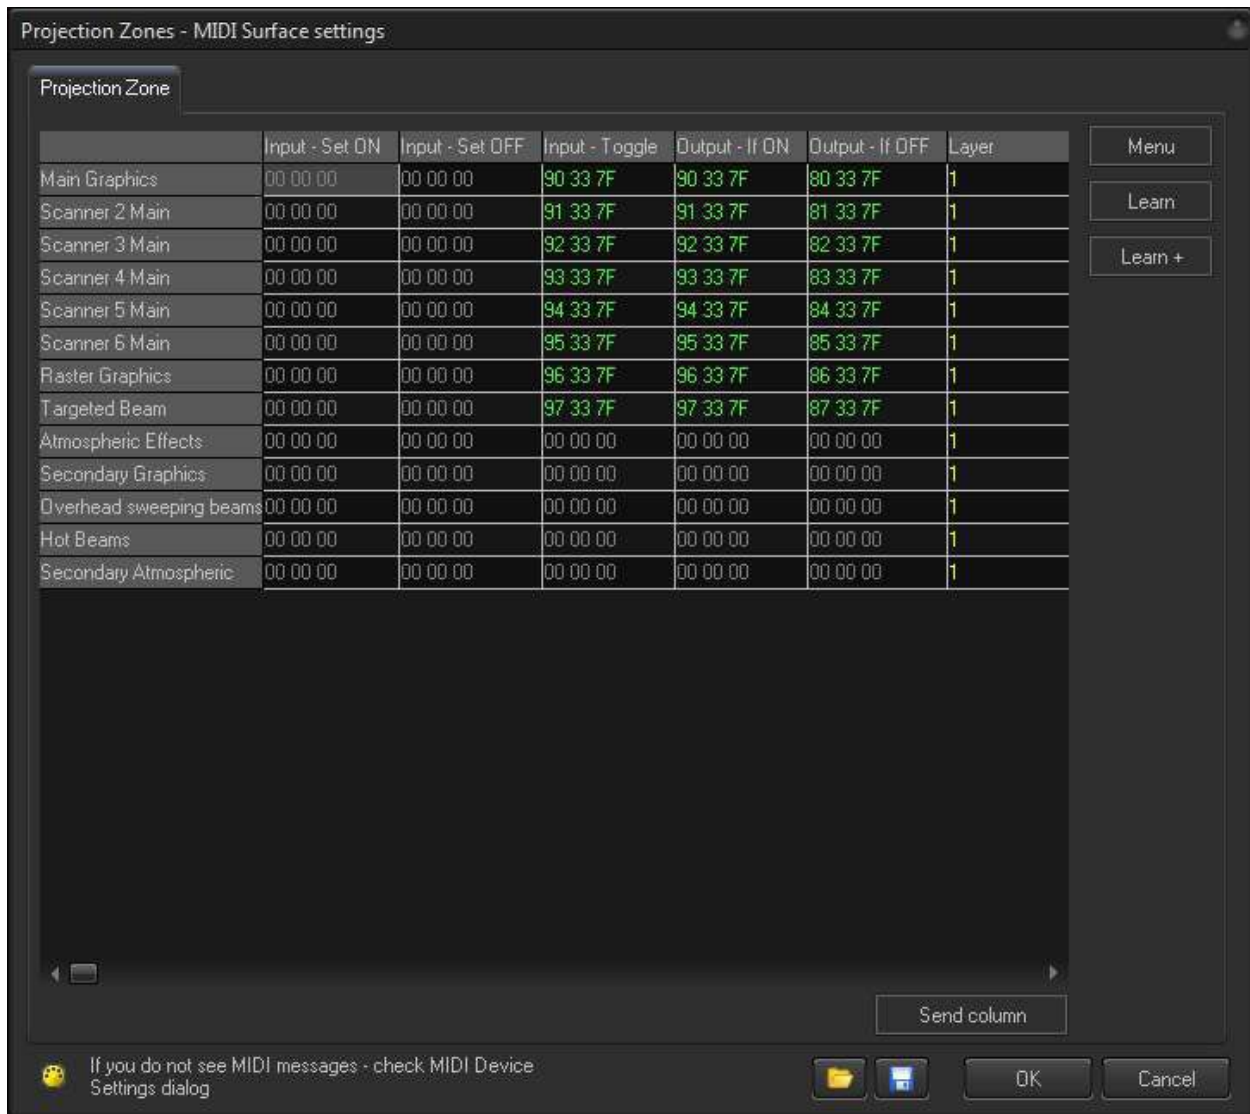 Projection Zones - MIDI Surface settings
Projection Zone
Input - Set ON Input - Set OFF Input - Toggle Output - If ON Output - If OFF Layer
Menu
Main Graphics 00 00 00 00 00 00 90 33 7F 90 33 7F 80 33 7F 1
Learn
Scanner 2 Main 00 00 00 00 00 00 91 33 7F 91 33 7F 81 33 7F 1
Scanner 3 Main 00 00 00 00 00 00 92 33 7F 92 33 7F 82 33 7F 1
Learn +
Scanner 4 Main 00 00 00 00 00 00 93 33 7F 93 33 7F 83 33 7F 1
Scanner 5 Main 00 00 00 00 00 00 94 33 7F 94 33 7F 84 33 7F 1
Scanner 6 Main 00 00 00 00 00 00 95 33 7F 95 33 7F 85 33 7F 1
Raster Graphics 00 00 00 00 00 00 96 33 7F 96 33 7F 86 33 7F 1
Targeted Beam 00 00 00 00 00 00 97 33 7F 97 33 7F 87 33 7F 1
Atmospheric Effects 00 00 00 00 00 00 00 00 00 00 00 00 00 00 00 1
Secondary Graphics 00 00 00 00 00 00 00 00 00 00 00 00 00 00 00 1
Overhead sweeping beams 00 00 00 00 00 00 00 00 00 00 00 00 00 00 00 1
Hot Beams 00 00 00 00 00 00 00 00 00 00 00 00 00 00 00 1
Secondary Atmospheric 00 00 00 00 00 00 00 00 00 00 00 00 00 00 00 1
Send column
If you do not see MIDI messages - check MIDI Device
Settings dialog
OK
Cancel